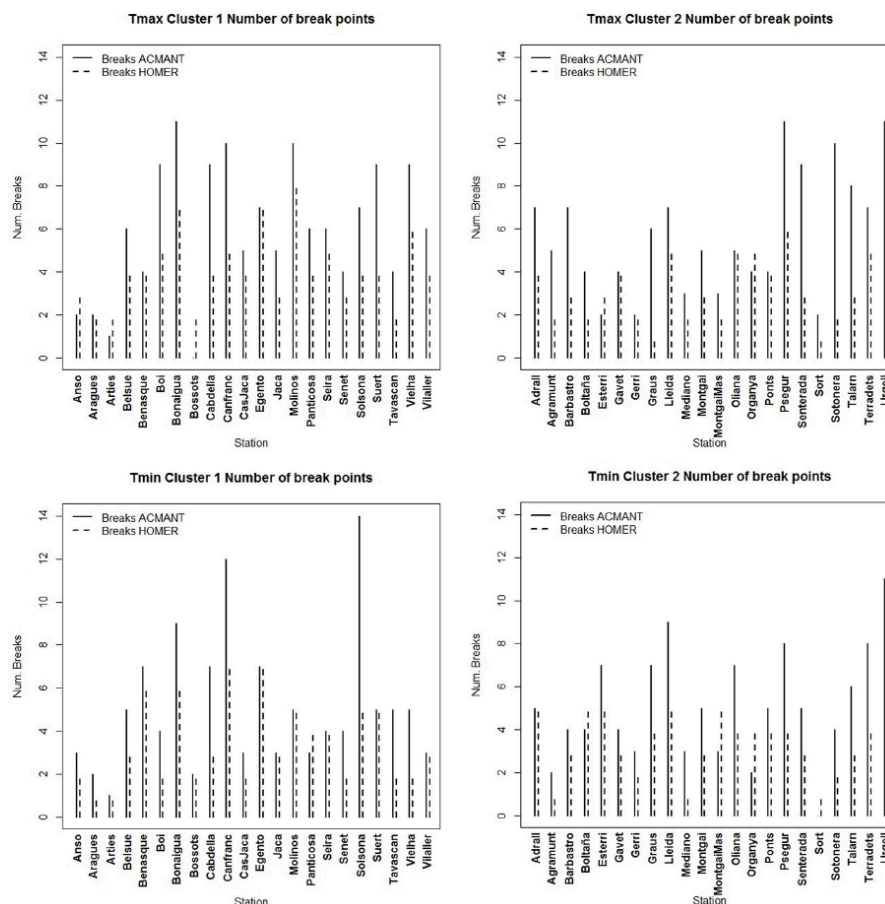 Tmax Cluster 1 Number of break points
Breaks ACMANT
Breaks HOMER
Num. Breaks
14
12
10
8
6
4
2
0
Anso
Aragues
Arties
Belsue
Benasque
Boi
Bonaigua
Bossots
Cabdella
Canfranc
CasJaca
Egento
Jaca
Molinos
Panticosa
Seira
Senet
Solsona
Suert
Tavascan
Vielha
Vilaller
Station
Tmax Cluster 2 Number of break points
Breaks ACMANT
Breaks HOMER
Num. Breaks
14
12
10
8
6
4
2
0
Adrall
Agramunt
Barbastro
Boltaña
Esterri
Gavet
Gerri
Graus
Lleida
Mediano
Montgai
MontgaiMas
Oliana
Organya
Ponts
Psegur
Senterada
Sort
Sotonera
Talarn
Terradets
Station
Tmin Cluster 1 Number of break points
Breaks ACMANT
Breaks HOMER
Num. Breaks
14
12
10
8
6
4
2
0
Anso
Aragues
Arties
Belsue
Benasque
Boi
Bonaigua
Bossots
Cabdella
Canfranc
CasJaca
Egento
Jaca
Molinos
Panticosa
Seira
Senet
Solsona
Suert
Tavascan
Vielha
Vilaller
Station
Tmin Cluster 2 Number of break points
Breaks ACMANT
Breaks HOMER
Num. Breaks
14
12
10
8
6
4
2
0
Adrall
Agramunt
Barbastro
Boltaña
Esterri
Gavet
Gerri
Graus
Lleida
Mediano
Montgai
MontgaiMas
Oliana
Organya
Ponts
Psegur
Senterada
Sort
Sotonera
Talarn
Terradets
Station